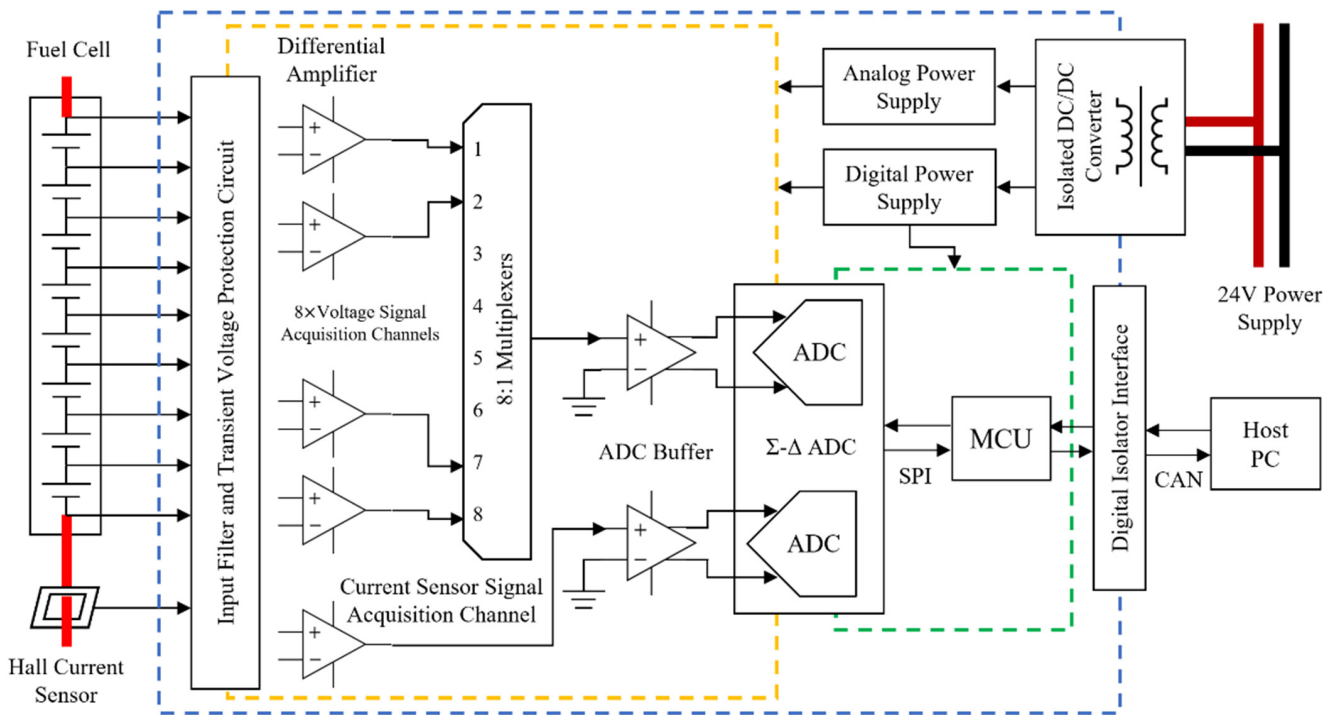 Fuel Cell
Hall Current
Sensor
Input Filter and Transient Voltage Protection Circuit
Differential
Amplifier
+
−
+
−
8×Voltage Signal
Acquisition Channels
+
−
+
−
Current Sensor Signal
Acquisition Channel
+
−
1
2
3
4
5
6
7
8
8:1 Multiplexers
+
−
ADC Buffer
+
−
ADC
Σ-Δ ADC
ADC
SPI
MCU
Analog Power
Supply
Digital Power
Supply
Isolated DC/DC
Converter
24V Power
Supply
Digital Isolator Interface
CAN
Host
PC